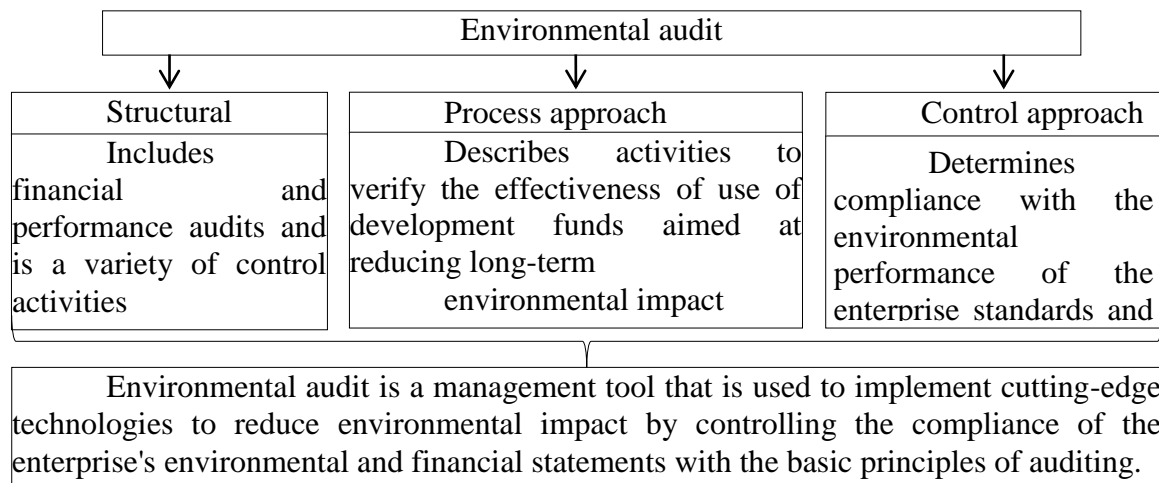 Environmental audit
Structural
Includes
financial and
performance audits and
is a variety of control
activities
Process approach
Describes activities to
verify the effectiveness of use of
development funds aimed at
reducing long-term
environmental impact
Control approach
Determines
compliance with the
environmental
performance of the
enterprise standards and
Environmental audit is a management tool that is used to implement cutting-edge
technologies to reduce environmental impact by controlling the compliance of the
enterprise's environmental and financial statements with the basic principles of auditing.